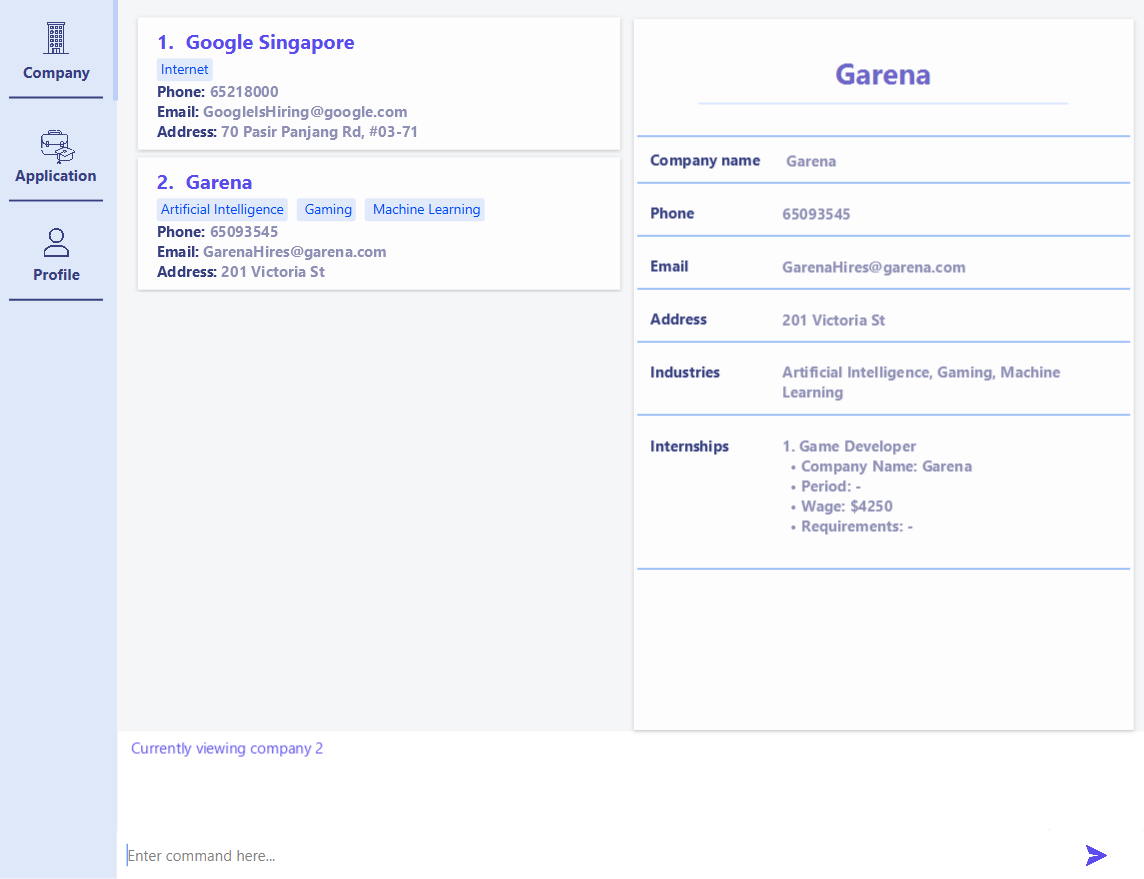 Company
Application
Profile
1. Google Singapore
Internet
Phone: 65218000
Email: GoogleIsHiring@google.com
Address: 70 Pasir Panjang Rd, #03-71
2. Garena
Artificial Intelligence Gaming Machine Learning
Phone: 65093545
Email: GarenaHires@garena.com
Address: 201 Victoria St
Garena
Company name Garena
Phone 65093545
Email GarenaHires@garena.com
Address 201 Victoria St
Industries Artificial Intelligence, Gaming, Machine
Learning
Internships 1. Game Developer
• Company Name: Garena
• Period: -
• Wage: $4250
• Requirements: -
Currently viewing company 2
Enter command here...